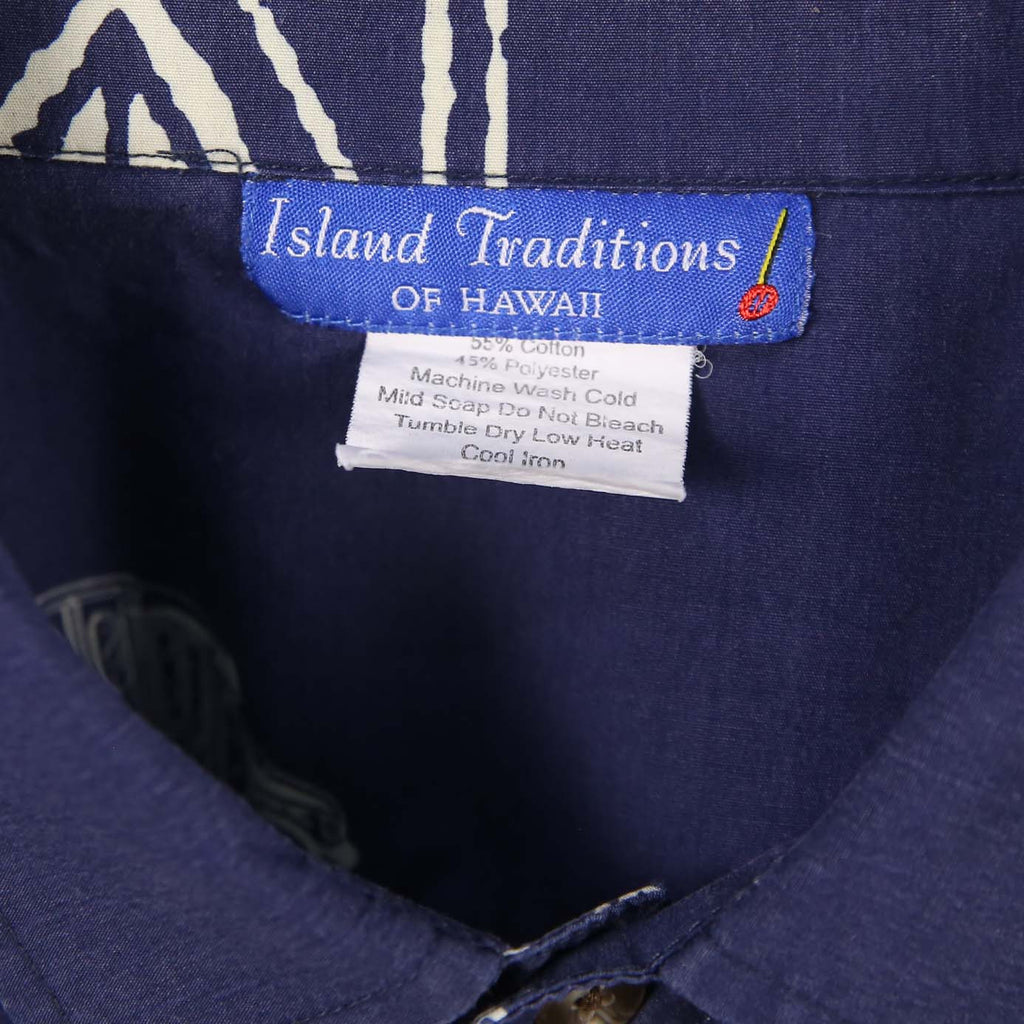 Island Traditions
OF HAWAII
55% Cotton
45% Polyester
Machine Wash Cold
Mild Soap Do Not Bleach
Tumble Dry Low Heat
Cool Iron